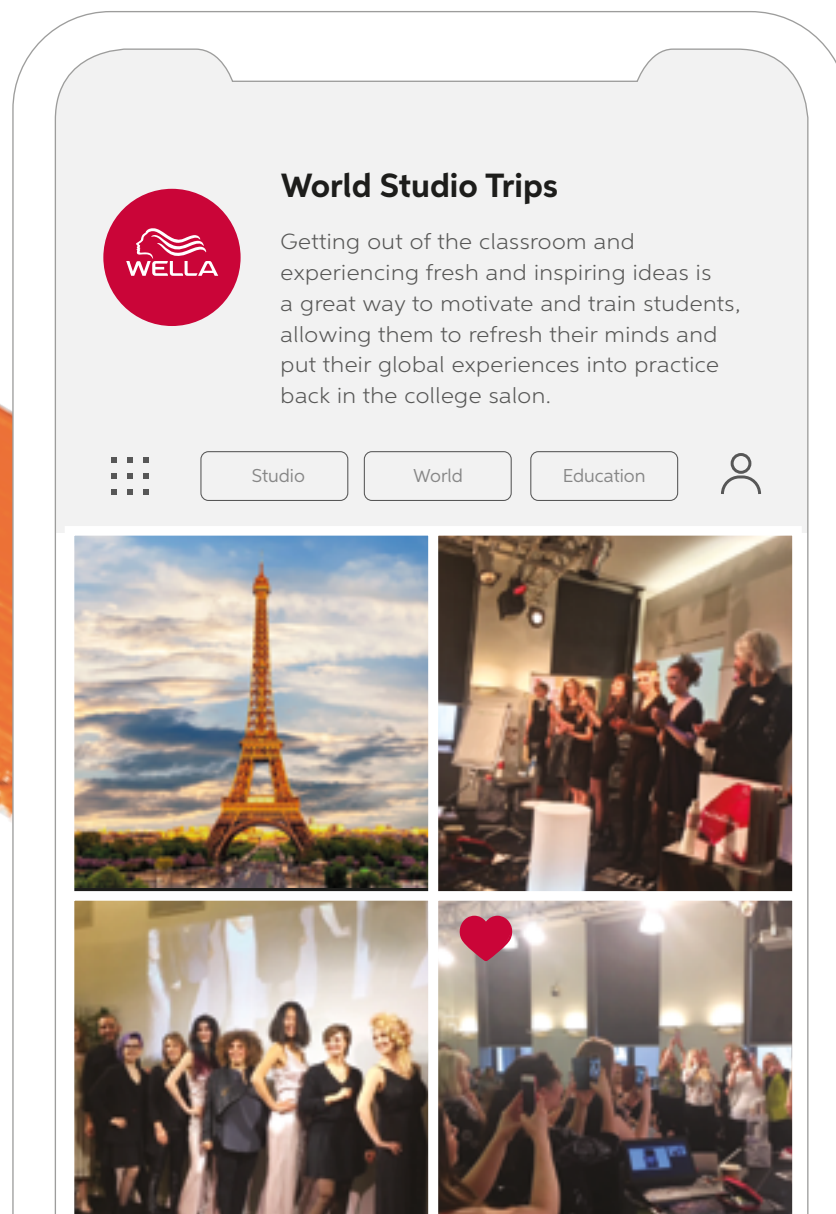 World Studio Trips
WELLA
Getting out of the classroom and
experiencing fresh and inspiring ideas is
a great way to motivate and train students,
allowing them to refresh their minds and
put their global experiences into practice
back in the college salon.
Studio
World
Education